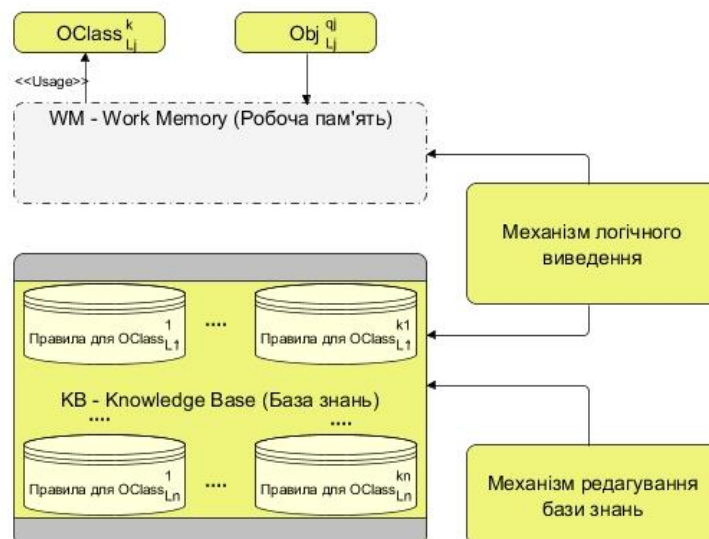 OClass k Lj
Obj qj Lj
<<Usage>>
WM - Work Memory (Робоча пам'ять)
Механізм логічного
виведення
Правила для OClass 1 L1
....
Правила для OClass k1 L1
KB - Knowledge Base (База знань)
....
....
Правила для OClass 1 Ln
....
Правила для OClass kn Ln
Механізм редагування
бази знань